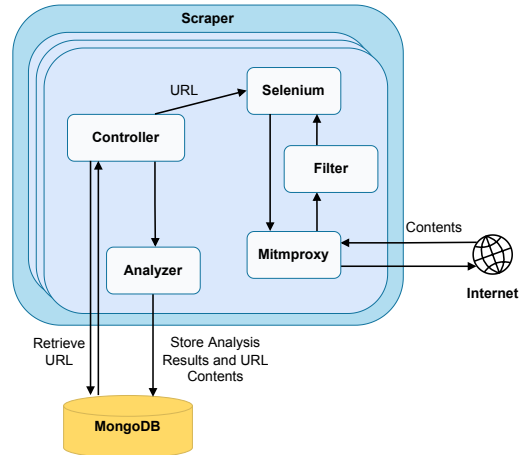 Scraper
URL
Selenium
Controller
Filter
Contents
Mitmproxy
Analyzer
Internet
Retrieve
URL
Store Analysis
Results and URL
Contents
MongoDB